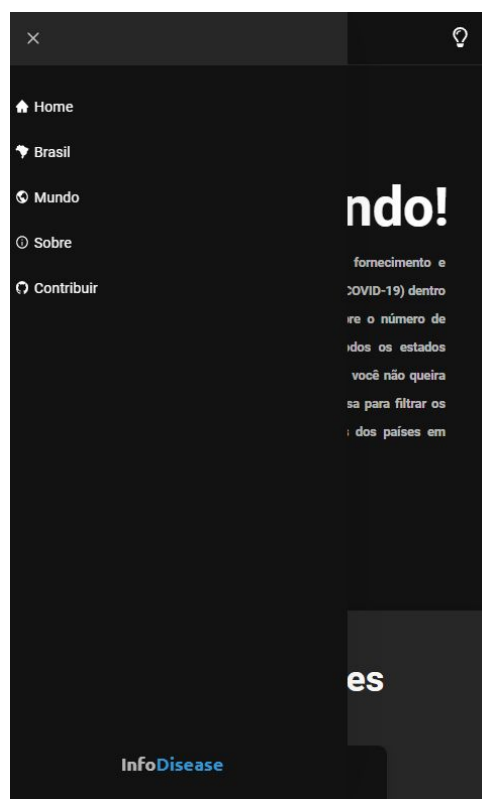 Home
Brasil
Mundo
Sobre
Contribuir
ndo!
fornecimento e
COVID-19) dentro
re o número de
dos os estados
você não queira
sa para filtrar os
dos países em
es
InfoDisease